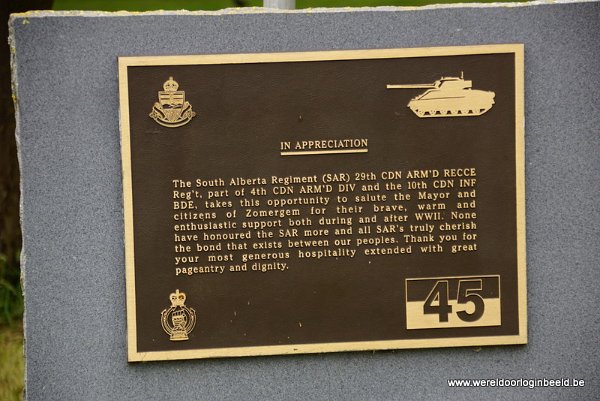 IN APPRECIATION
The South Alberta Regiment (SAR) 29th CDN ARM'D RECCE
Reg't, part of 4th CDN ARM'D DIV and the 10th CDN INF
BDE, takes this opportunity to salute the Mayor and
citizens of Zomergem for their brave, warm and
enthusiastic support both during and after WWII. None
have honoured the SAR more and all SAR's truly cherish
the bond that exists between our peoples. Thank you for
your most generous hospitality extended with great
pageantry and dignity.
45
www.wereldoorloginbeeld.be